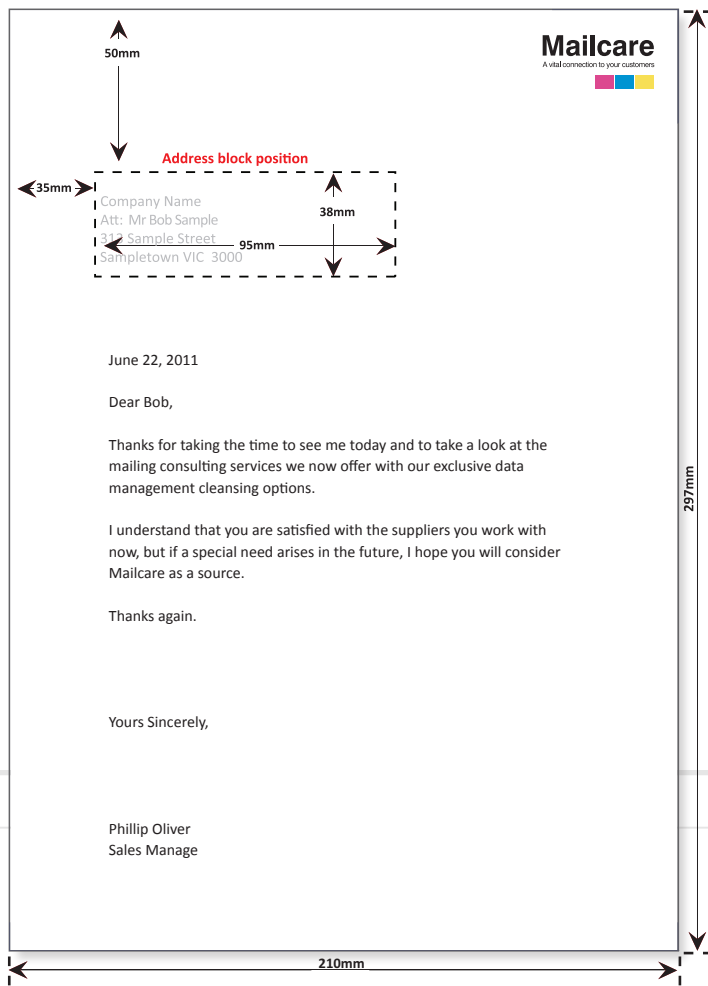 50mm
Mailcare
A vital connection to your customers
Address block position
35mm
Company Name
Att: Mr Bob Sample
38mm
313 Sample Street
95mm
Sampletown VIC 3000
June 22, 2011
Dear Bob,
Thanks for taking the time to see me today and to take a look at the
mailing consulting services we now offer with our exclusive data
management cleansing options.
I understand that you are satisfied with the suppliers you work with
now, but if a special need arises in the future, I hope you will consider
Mailcare as a source.
Thanks again.
297mm
Yours Sincerely,
Phillip Oliver
Sales Manage
210mm